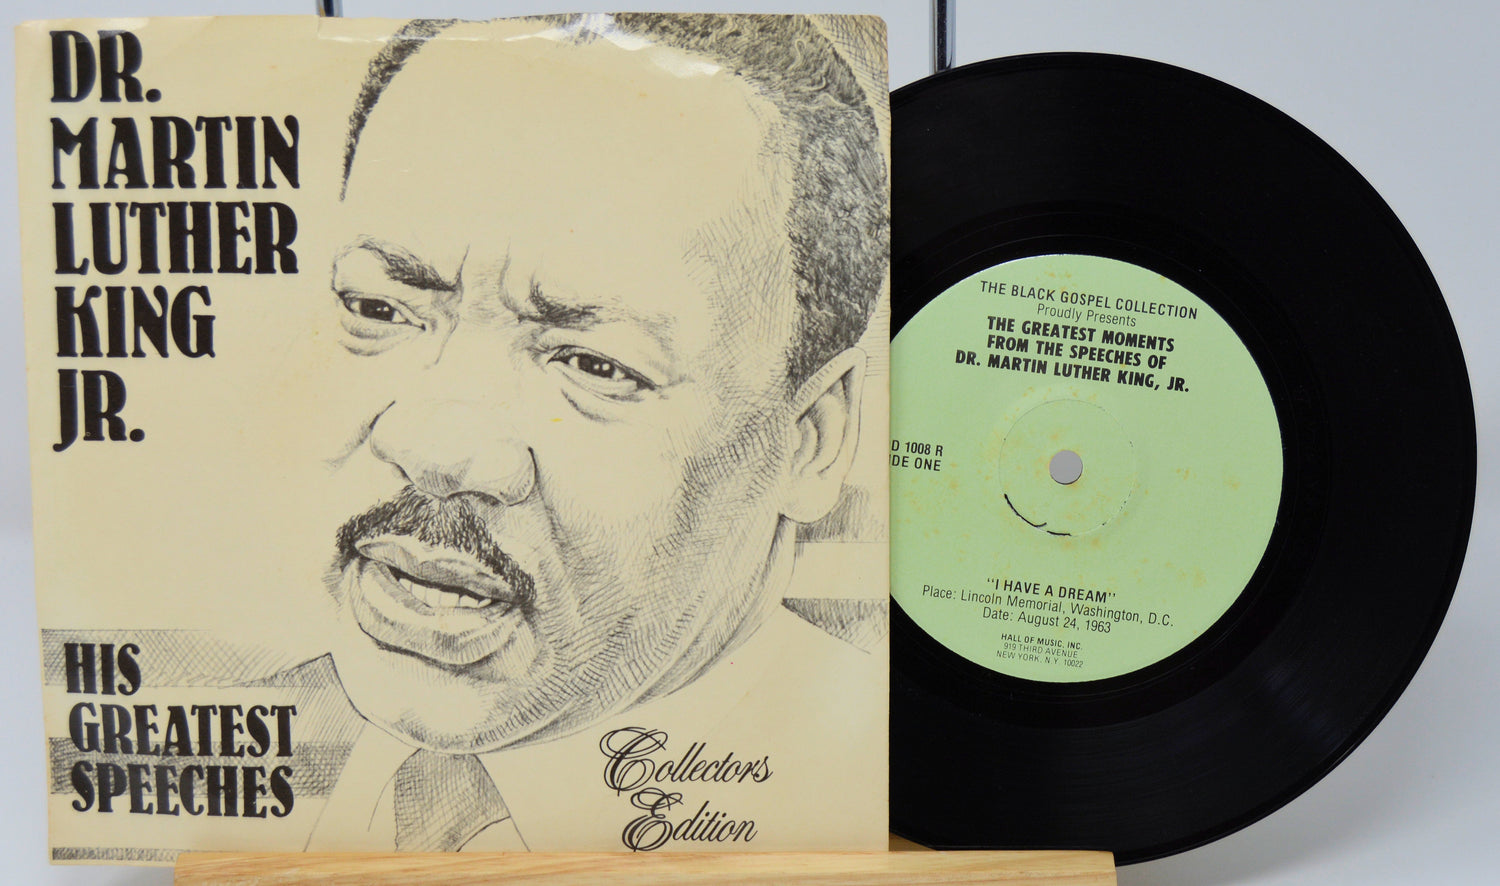 DR.
MARTIN
LUTHER
KING
JR.
HIS
GREATEST
SPEECHES
Collectors
Edition
THE BLACK GOSPEL COLLECTION
Proudly Presents
THE GREATEST MOMENTS
FROM THE SPEECHES OF
DR. MARTIN LUTHER KING, JR.
D 1008 R
IDE ONE
"I HAVE A DREAM"
Place: Lincoln Memorial, Washington, D.C.
Date: August 24, 1963
HALL OF MUSIC, INC.
919 THIRD AVENUE
NEW YORK, N.Y. 10022